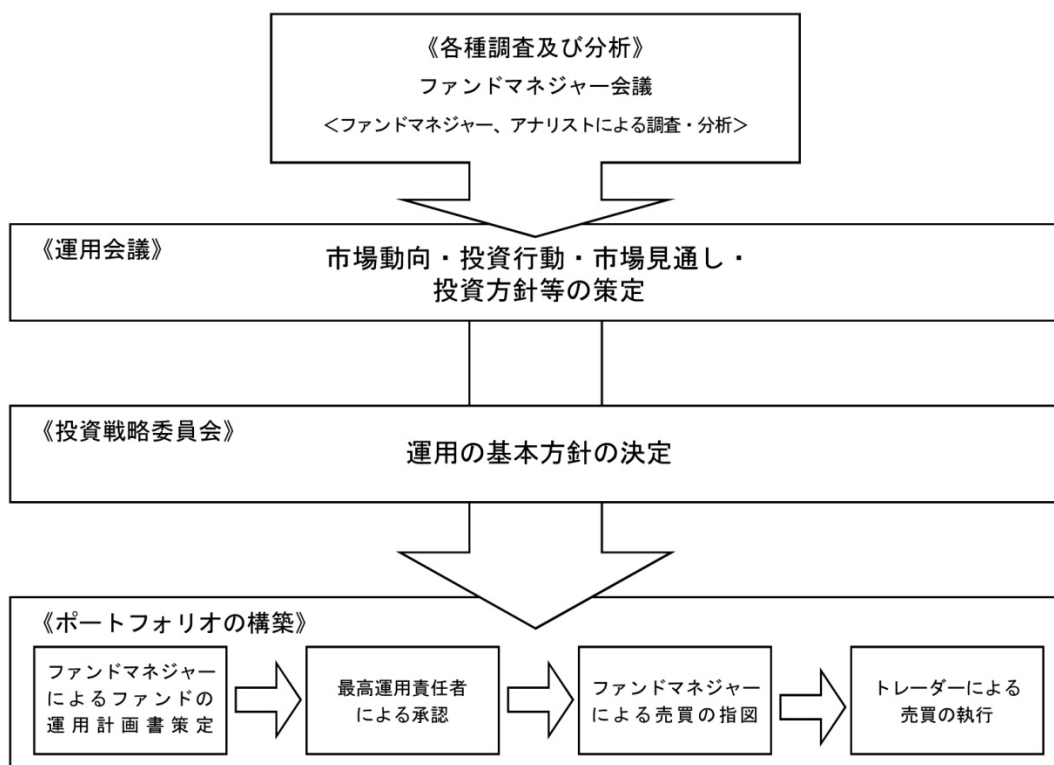 《各種調査及び分析》
ファンドマネジャー会議
＜ファンドマネジャー、アナリストによる調査・分析＞
《運用会議》
市場動向・投資行動・市場見通し・
投資方針等の策定
《投資戦略委員会》
運用の基本方針の決定
《ポートフォリオの構築》
ファンドマネジャー
によるファンドの
運用計画書策定
最高運用責任者
による承認
ファンドマネジャー
による売買の指図
トレーダーによる
売買の執行